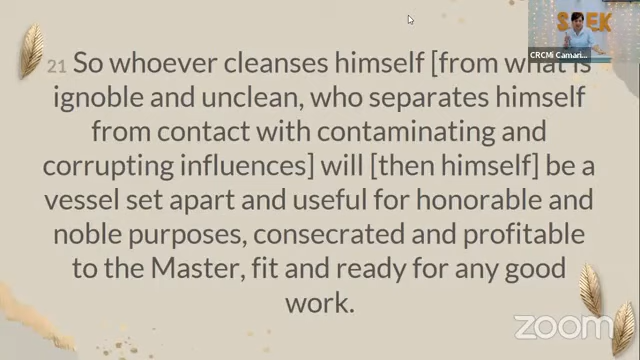 SEEK
CRCMi Camari...
21 So whoever cleanses himself [from what is
ignoble and unclean, who separates himself
from contact with contaminating and
corrupting influences] will [then himself] be a
vessel set apart and useful for honorable and
noble purposes, consecrated and profitable
to the Master, fit and ready for any good
work.
zoom